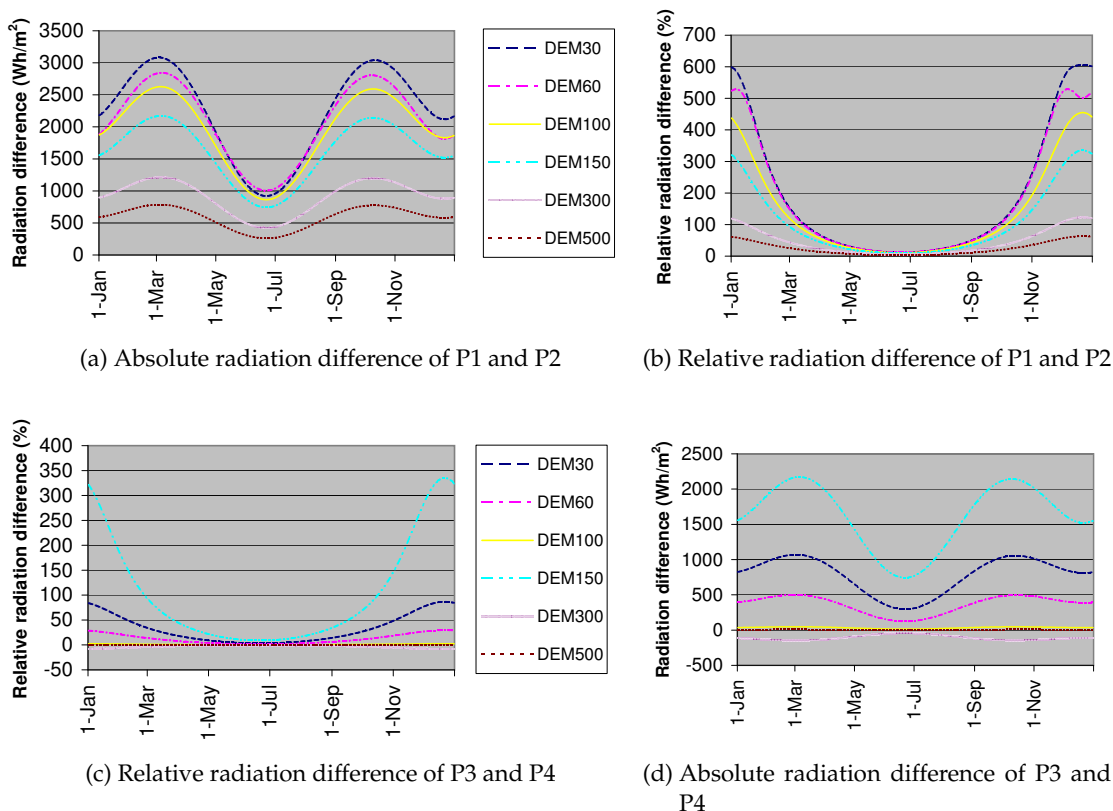 Radiation difference (Wh/m²)
3500
3000
2500
2000
1500
1000
500
0
1-Jan
1-Mar
1-May
1-Jul
1-Sep
1-Nov
DEM30
DEM60
DEM100
DEM150
DEM300
DEM500
(a) Absolute radiation difference of P1 and P2
Relative radiation difference (%)
700
600
500
400
300
200
100
0
1-Jan
1-Mar
1-May
1-Jul
1-Sep
1-Nov
(b) Relative radiation difference of P1 and P2
Relative radiation difference (%)
400
350
300
250
200
150
100
50
0
-50
1-Jan
1-Mar
1-May
1-Jul
1-Sep
1-Nov
DEM30
DEM60
DEM100
DEM150
DEM300
DEM500
(c) Relative radiation difference of P3 and P4
Radiation difference (Wh/m²)
2500
2000
1500
1000
500
0
-500
1-Jan
1-Mar
1-May
1-Jul
1-Sep
1-Nov
(d) Absolute radiation difference of P3 and
P4